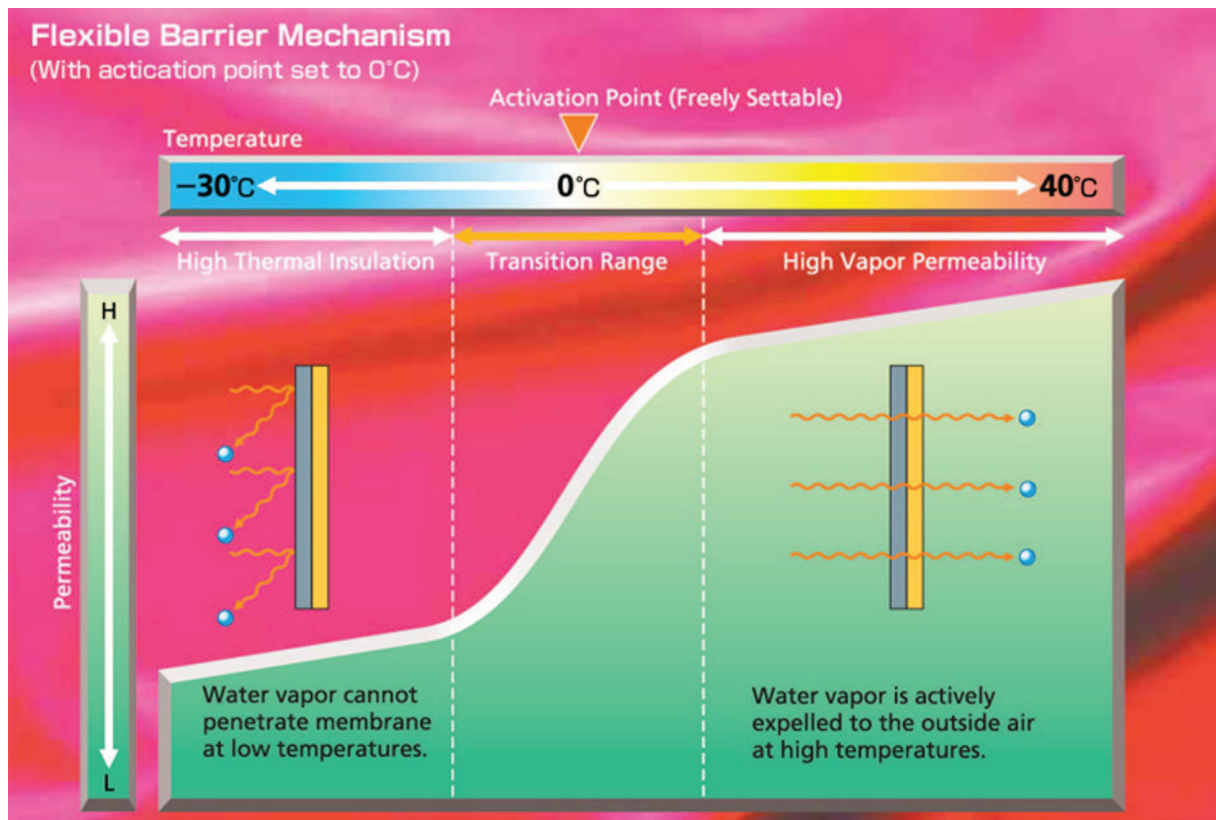 Flexible Barrier Mechanism
(With actication point set to 0°C)
Activation Point (Freely Settable)
Temperature
−30°C
0°C
40°C
High Thermal Insulation
Transition Range
High Vapor Permeability
H
Permeability
L
Water vapor cannot
penetrate membrane
at low temperatures.
Water vapor is actively
expelled to the outside air
at high temperatures.